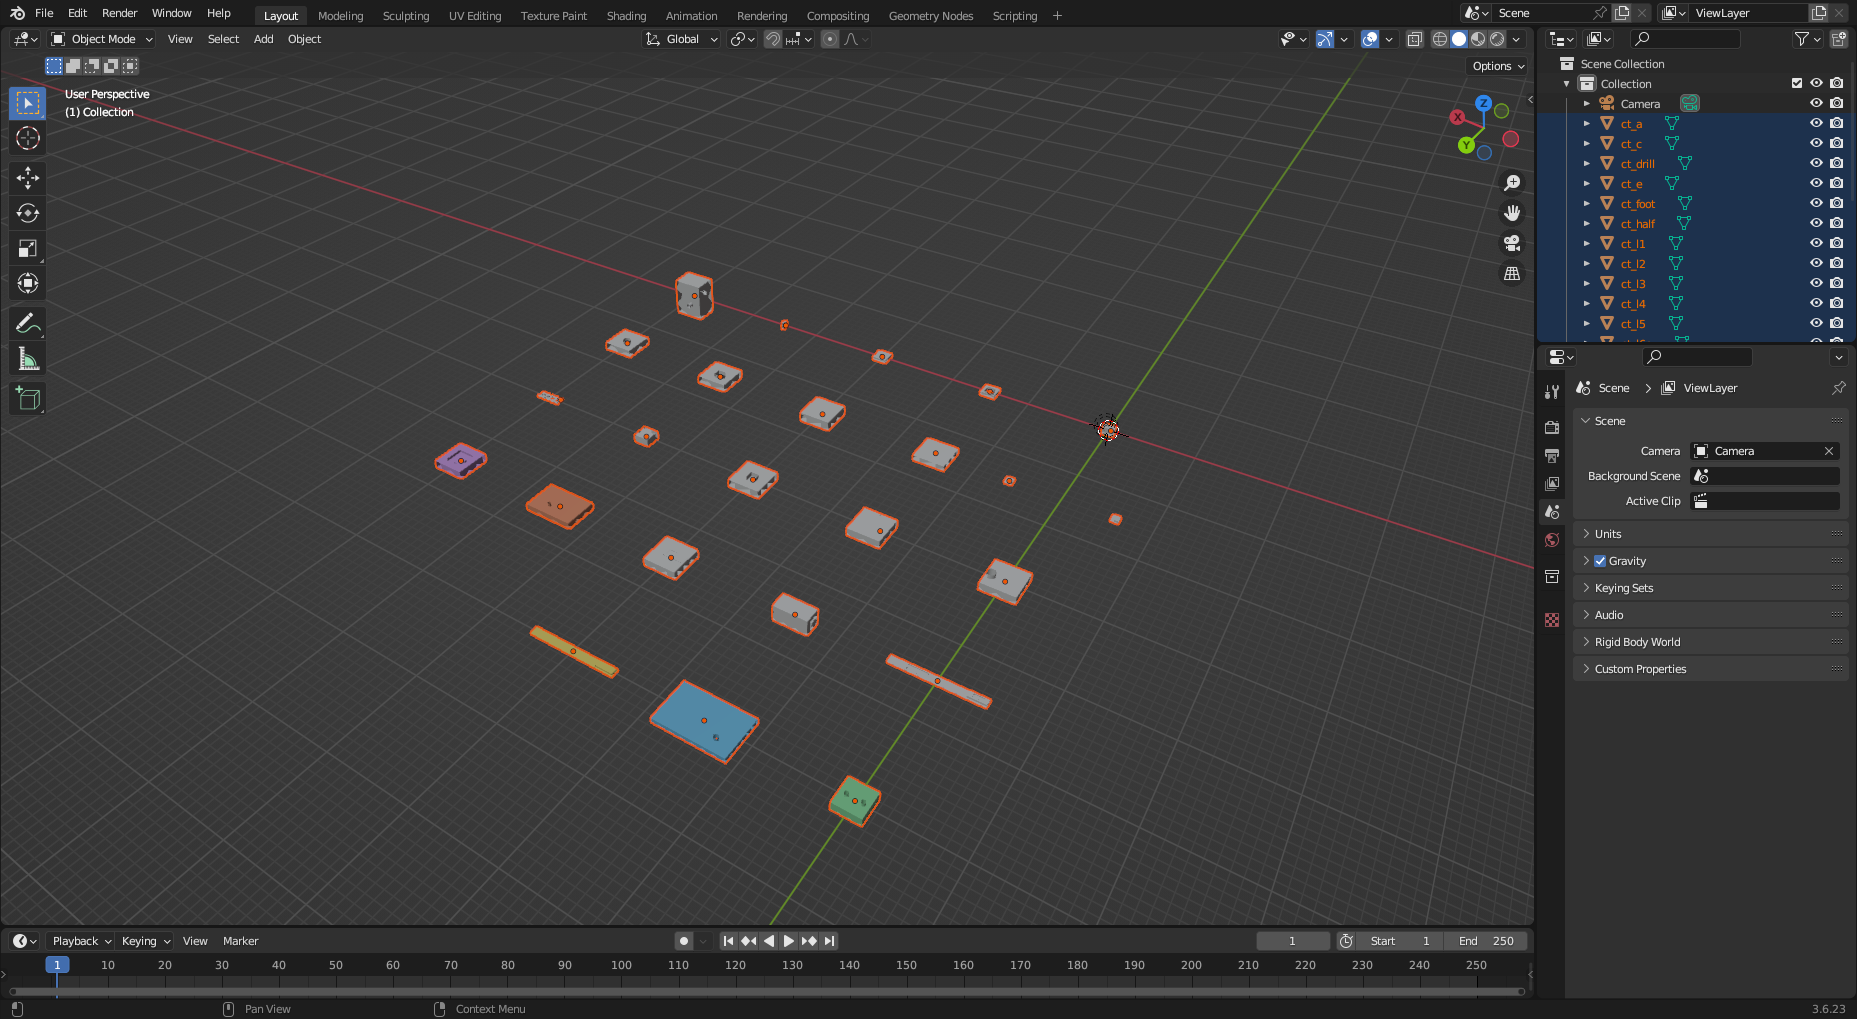 File Edit Render Window Help Layout Modeling Sculpting UV Editing Texture Paint Shading Animation Rendering Compositing Geometry Nodes Scripting + Scene ViewLayer
Object Mode View Select Add Object Global
Options
User Perspective
(1) Collection
X
Y
Z
Scene Collection
Collection
Camera
ct_a
ct_c
ct_drill
ct_e
ct_foot
ct_half
ct_l1
ct_l2
ct_l3
ct_l4
ct_l5
Scene ViewLayer
Scene
Camera Camera
Background Scene
Active Clip
Units
Gravity
Keying Sets
Audio
Rigid Body World
Custom Properties
Playback Keying View Marker 1 Start 1 End 250
1 10 20 30 40 50 60 70 80 90 100 110 120 130 140 150 160 170 180 190 200 210 220 230 240 250
Pan View Context Menu 3.6.23